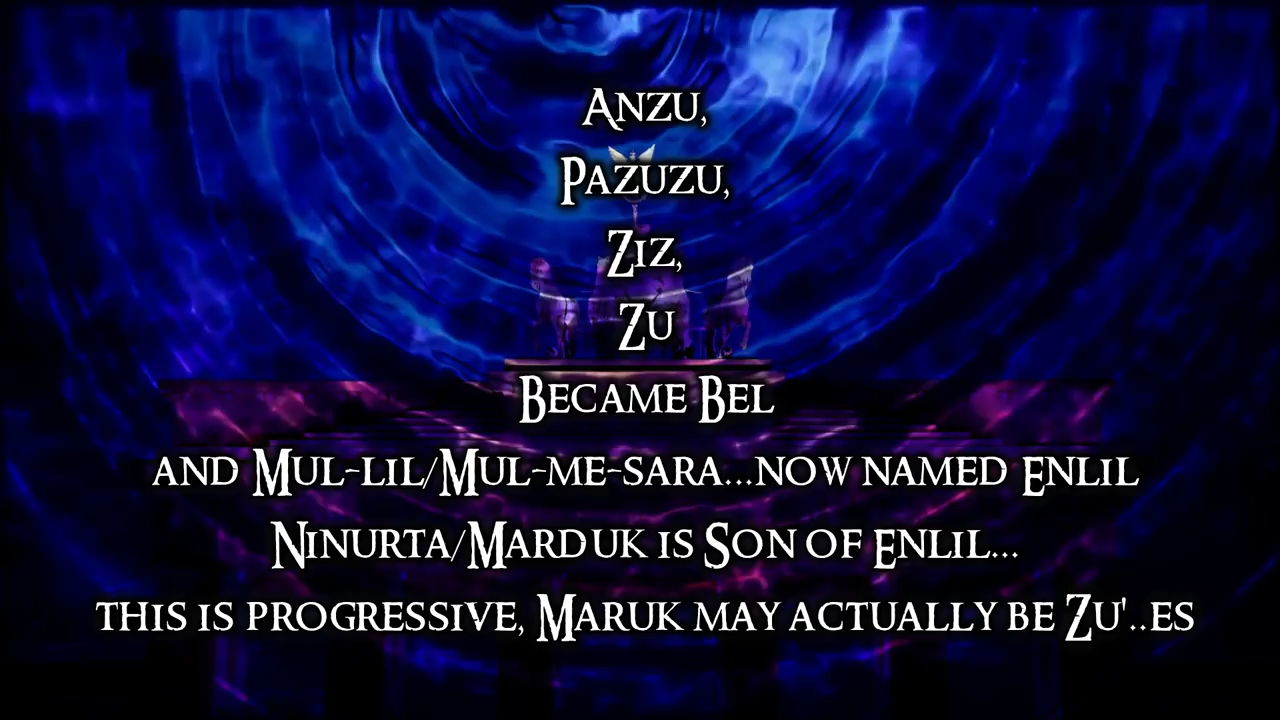 Anzu,
Pazuzu,
Ziz,
Zu
Became Bel
and Mul-lil/Mul-me-sara...now named Enlil
Ninurta/Marduk is Son of Enlil...
this is progressive, Maruk may actually be Zu'..es